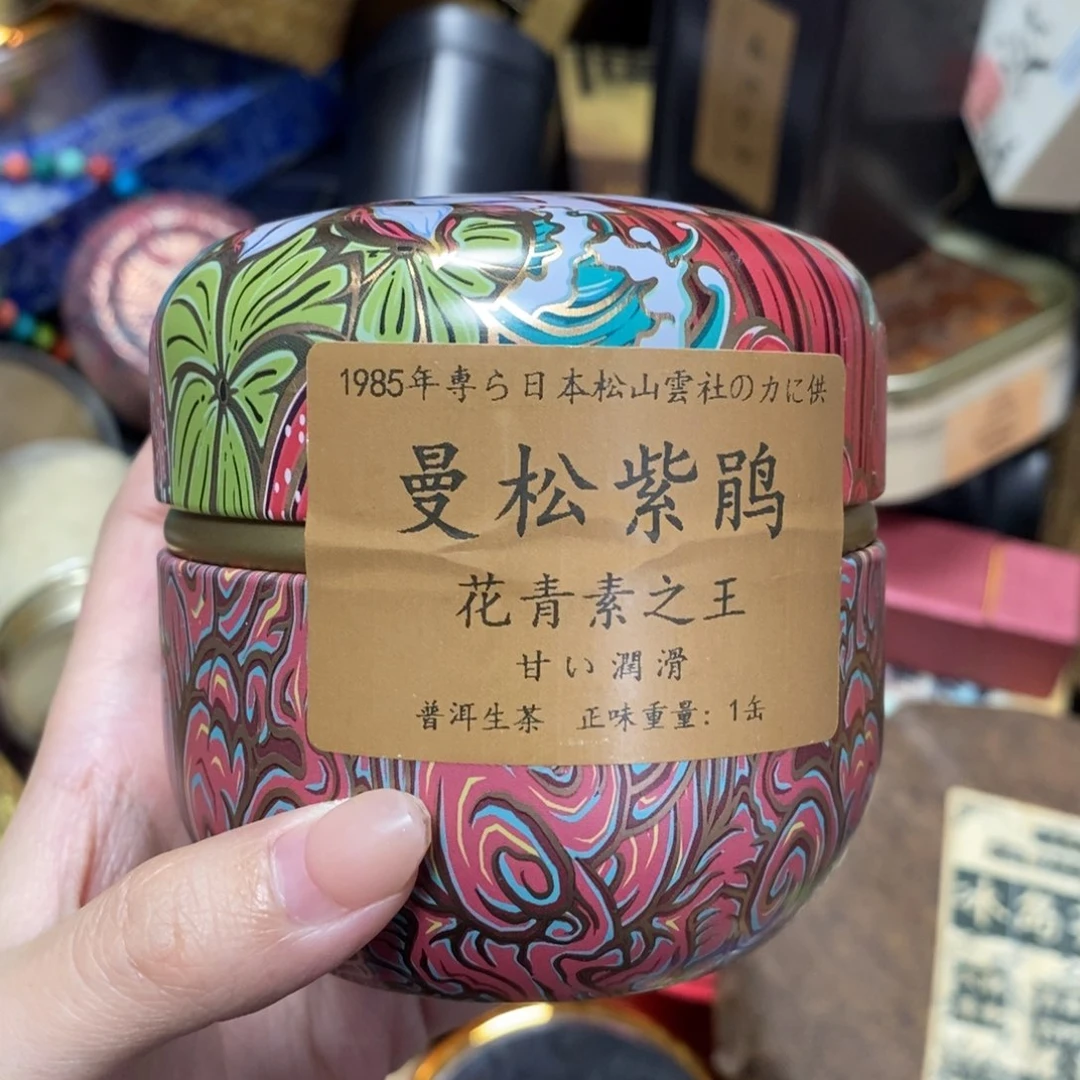 1985年専ら日本松山雲社のカに供
曼松紫鹃
花青素之王
甘い潤滑
普洱生茶 正味重量：1缶